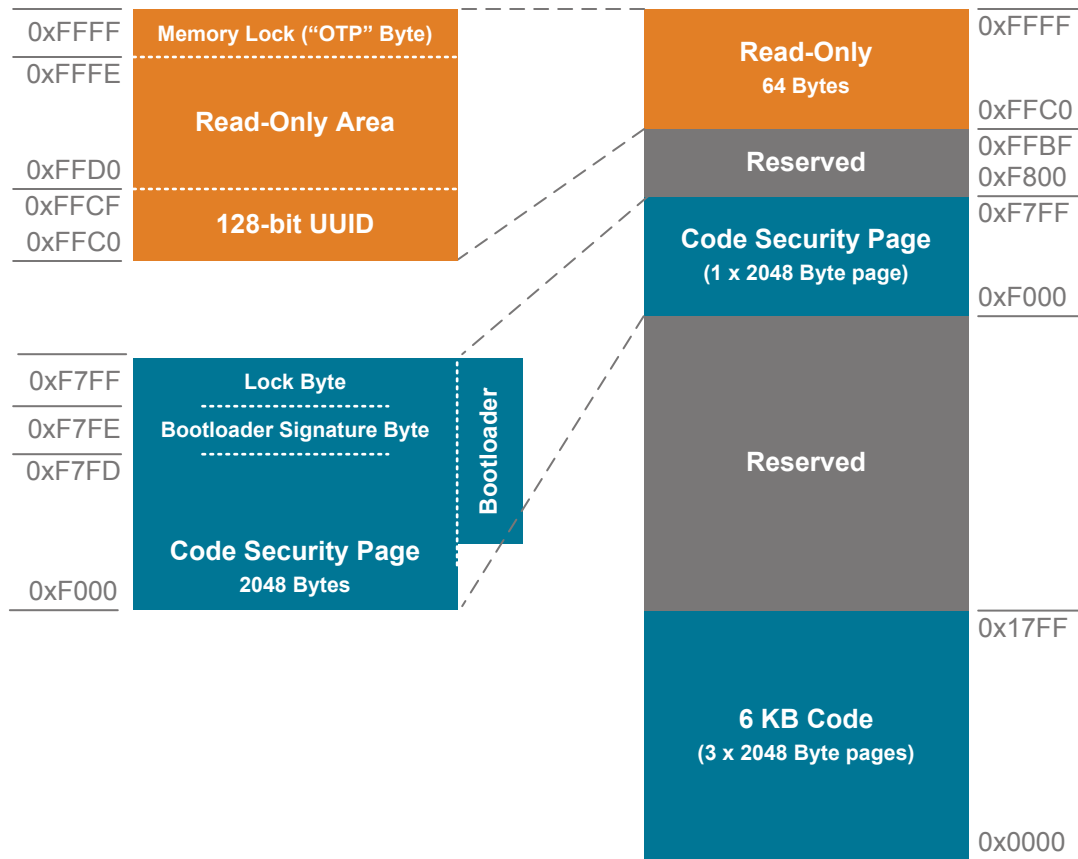 0xFFFF
Memory Lock (“OTP” Byte)
0xFFFE
Read-Only Area
0xFFD0
0xFFCF
128-bit UUID
0xFFC0
0xF7FF
Lock Byte
0xF7FE
Bootloader Signature Byte
0xF7FD
Bootloader
Code Security Page
2048 Bytes
0xF000
0xFFFF
Read-Only
64 Bytes
0xFFC0
0xFFBF
Reserved
0xF800
0xF7FF
Code Security Page
(1 x 2048 Byte page)
0xF000
Reserved
0x17FF
6 KB Code
(3 x 2048 Byte pages)
0x0000